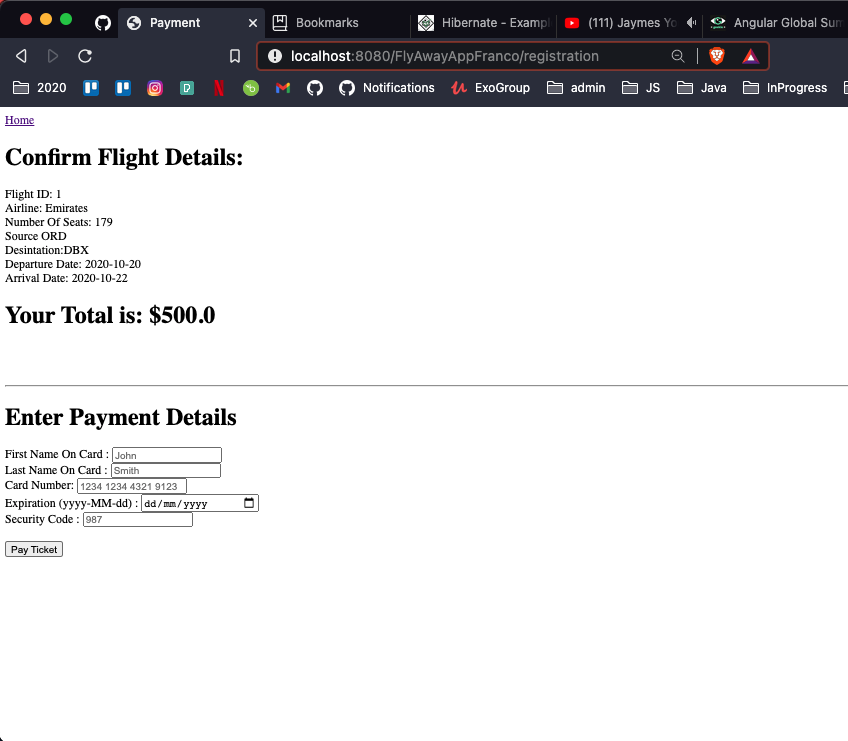 Payment
Bookmarks
Hibernate - Exampl
(111) Jaymes Yo
Angular Global Sum
localhost:8080/FlyAwayAppFranco/registration
2020
Notifications
ExoGroup
admin
JS
Java
InProgress
Home
Confirm Flight Details:
Flight ID: 1
Airline: Emirates
Number Of Seats: 179
Source ORD
Desintation:DBX
Departure Date: 2020-10-20
Arrival Date: 2020-10-22
Your Total is: $500.0
Enter Payment Details
First Name On Card : John
Last Name On Card : Smith
Card Number: 1234 1234 4321 9123
Expiration (yyyy-MM-dd) : dd/mm/yyyy
Security Code : 987
Pay Ticket